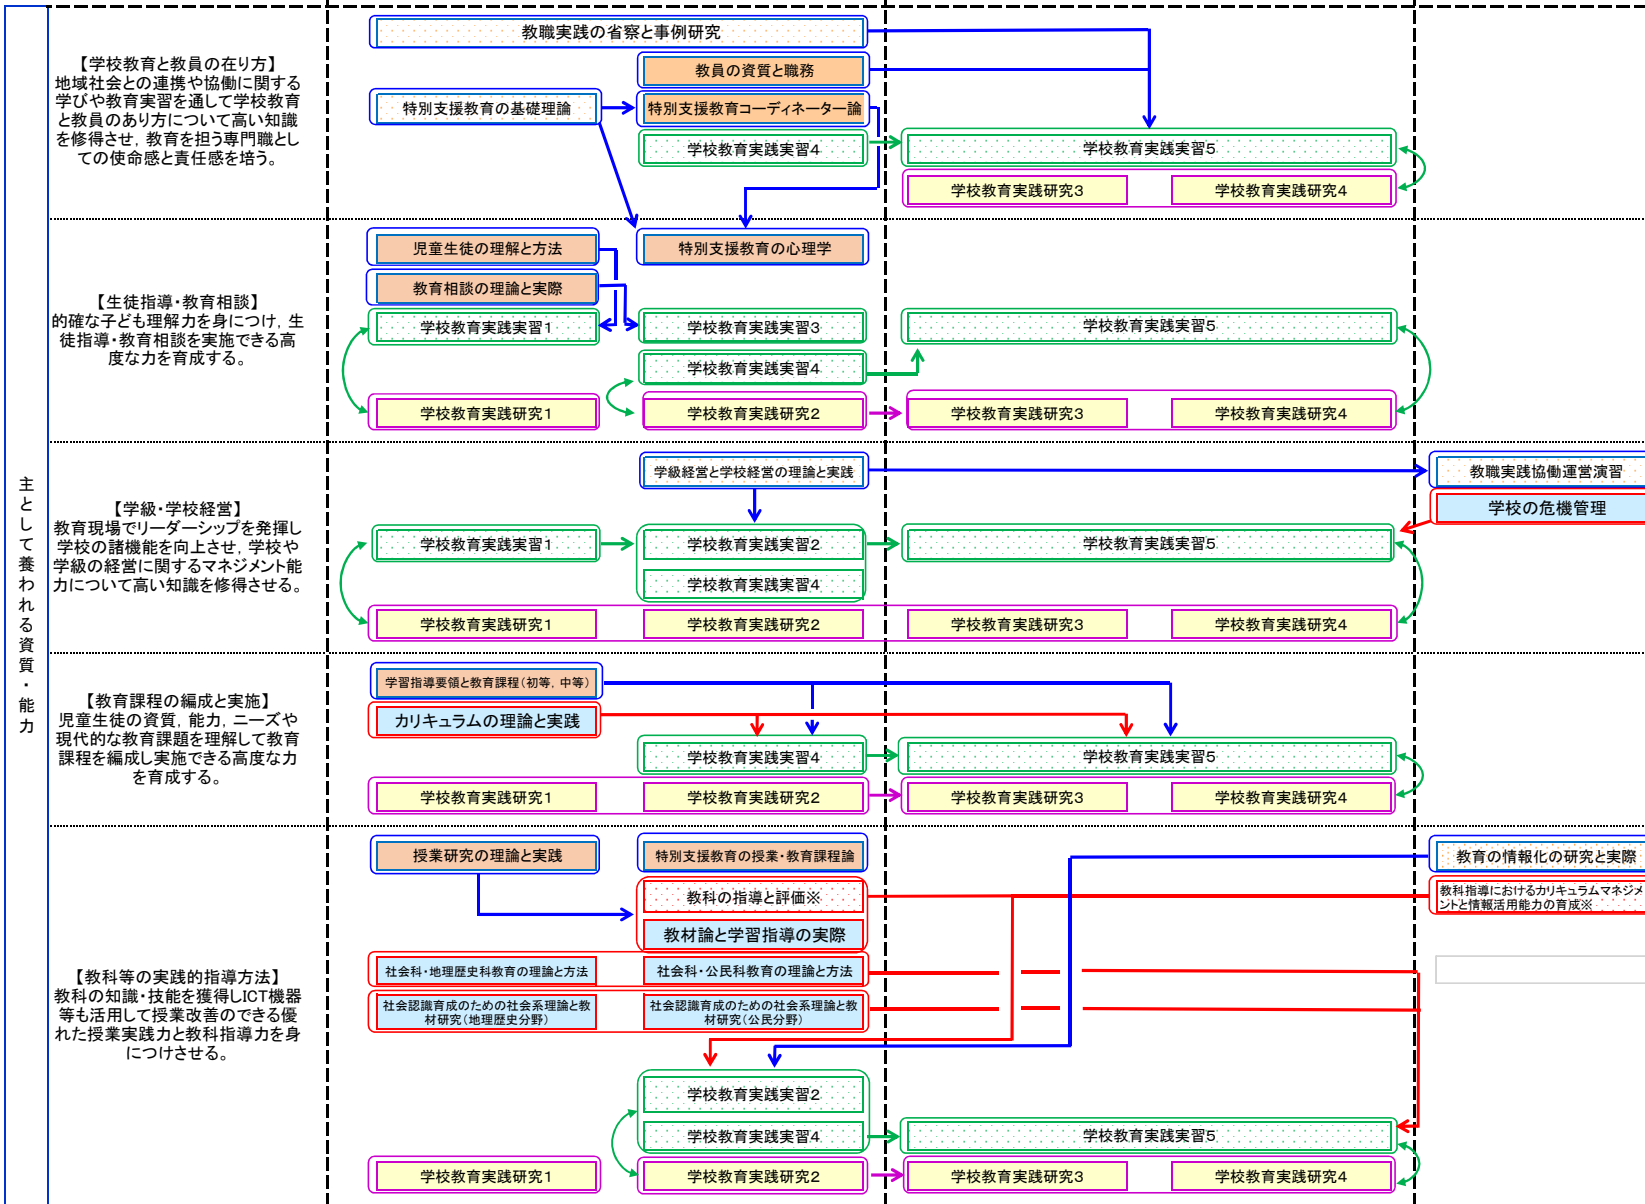 主として養われる資質・能力
【学校教育と教員の在り方】
地域社会との連携や協働に関する
学びや教育実習を通して学校教育
と教員のあり方について高い知識
を修得させ，教育を担う専門職とし
ての使命感と責任感を培う。
教職実践の省察と事例研究
教員の資質と職務
特別支援教育の基礎理論
特別支援教育コーディネーター論
学校教育実践実習4
学校教育実践実習5
学校教育実践研究3
学校教育実践研究4
【生徒指導・教育相談】
的確な子ども理解力を身につけ，生
徒指導・教育相談を実施できる高
度な力を育成する。
児童生徒の理解と方法
特別支援教育の心理学
教育相談の理論と実際
学校教育実践実習1
学校教育実践実習3
学校教育実践実習5
学校教育実践実習4
学校教育実践研究1
学校教育実践研究2
学校教育実践研究3
学校教育実践研究4
【学級・学校経営】
教育現場でリーダーシップを発揮し
学校の諸機能を向上させ，学校や
学級の経営に関するマネジメント能
力について高い知識を修得させる。
学級経営と学校経営の理論と実践
教職実践協働運営演習
学校の危機管理
学校教育実践実習1
学校教育実践実習2
学校教育実践実習5
学校教育実践実習4
学校教育実践研究1
学校教育実践研究2
学校教育実践研究3
学校教育実践研究4
【教育課程の編成と実施】
児童生徒の資質，能力，ニーズや
現代的な教育課題を理解して教育
課程を編成し実施できる高度な力
を育成する。
学習指導要領と教育課程（初等，中等）
カリキュラムの理論と実践
学校教育実践実習4
学校教育実践実習5
学校教育実践研究1
学校教育実践研究2
学校教育実践研究3
学校教育実践研究4
【教科等の実践的指導方法】
教科の知識・技能を獲得しICT機器
等も活用して授業改善のできる優
れた授業実践力と教科指導力を身
につけさせる。
授業研究の理論と実践
特別支援教育の授業・教育課程論
教育の情報化の研究と実際
教科の指導と評価※
教科指導におけるカリキュラムマネジメ
ントと情報活用能力の育成※
教材論と学習指導の実際
社会科・地理歴史科教育の理論と方法
社会科・公民科教育の理論と方法
社会認識育成のための社会系理論と教
材研究（地理歴史分野）
社会認識育成のための社会系理論と教
材研究（公民分野）
学校教育実践実習2
学校教育実践実習4
学校教育実践実習5
学校教育実践研究1
学校教育実践研究2
学校教育実践研究3
学校教育実践研究4